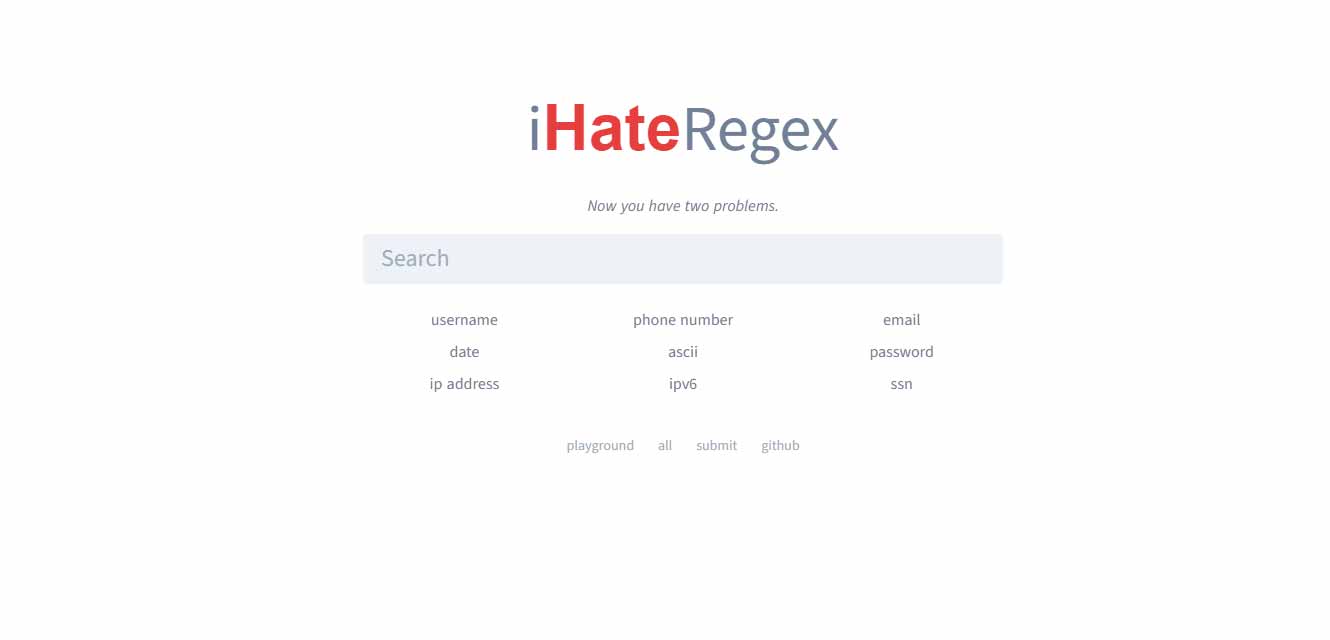 iHateRegex
Now you have two problems.
Search
username phone number email
date ascii password
ip address ipv6 ssn
playground all submit github